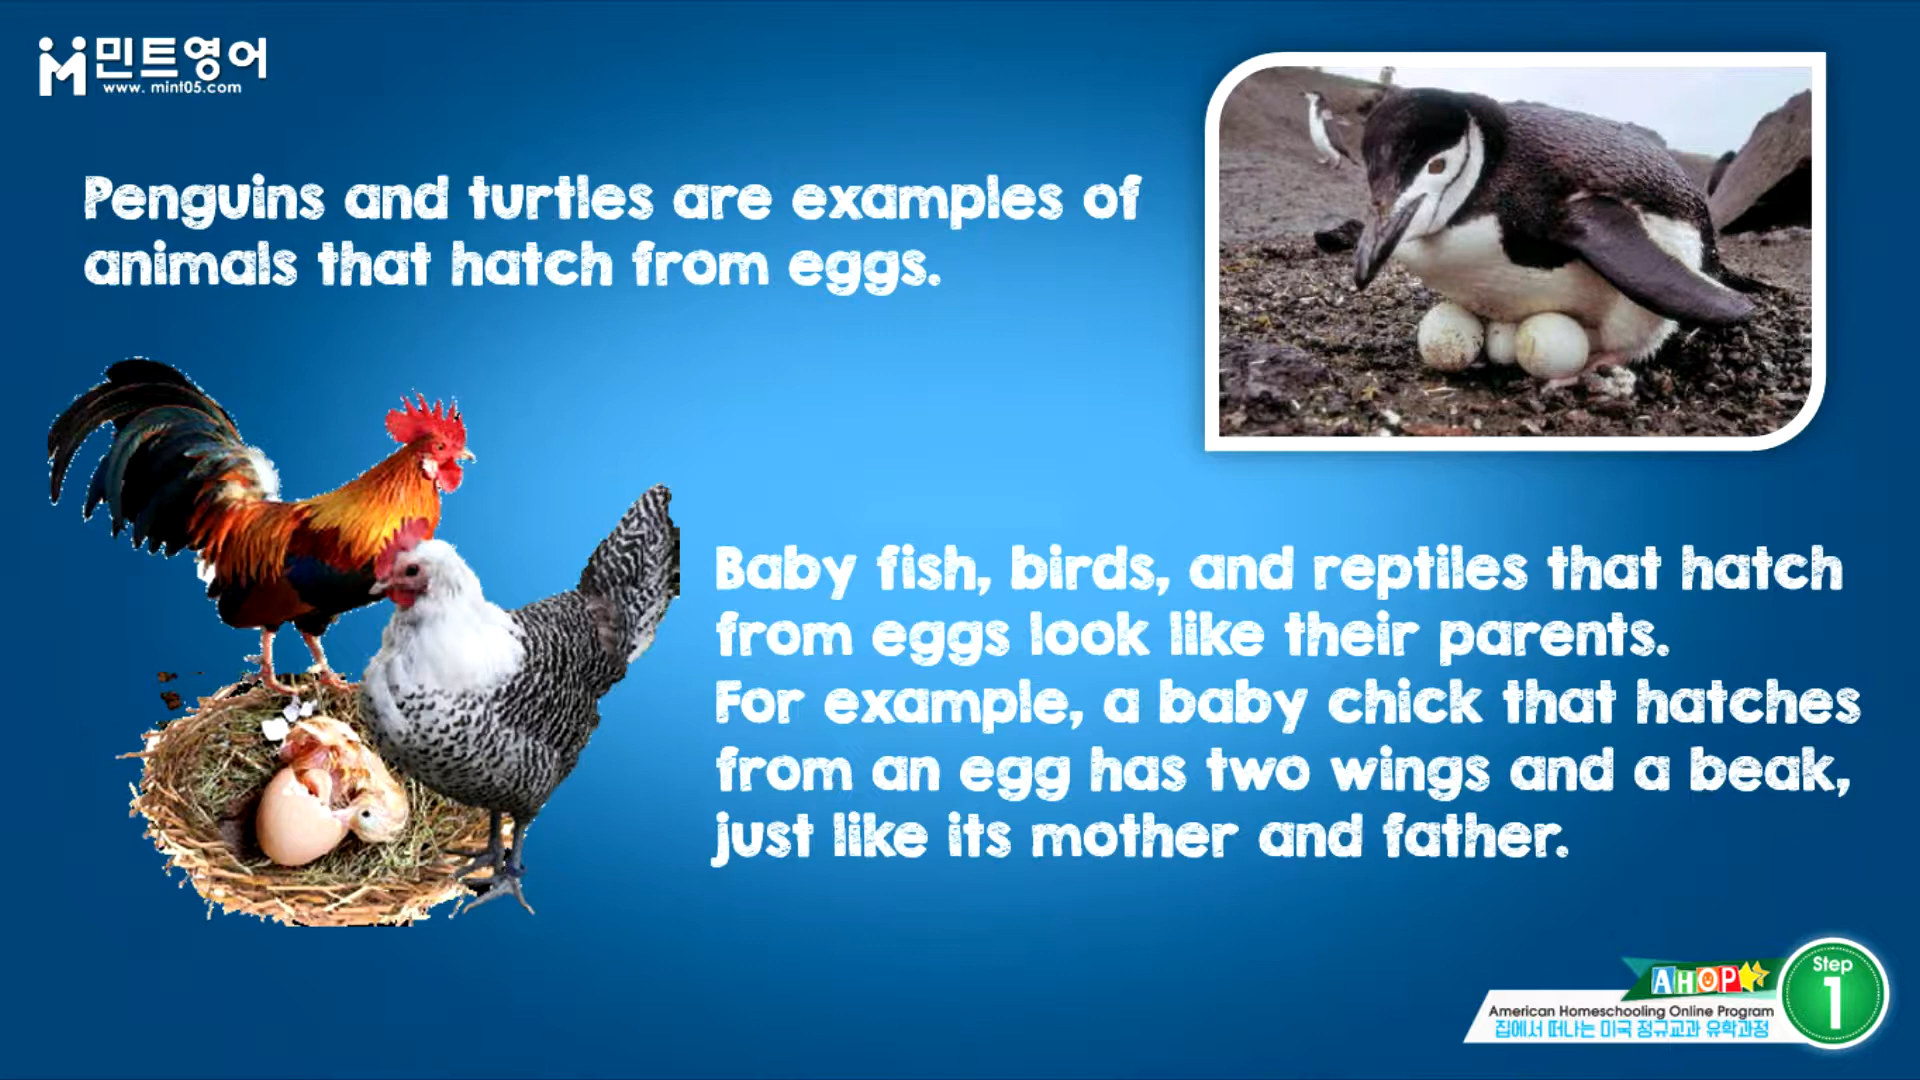 민트영어
www.mint05.com
Penguins and turtles are examples of
animals that hatch from eggs.
Baby fish, birds, and reptiles that hatch
from eggs look like their parents.
For example, a baby chick that hatches
from an egg has two wings and a beak,
just like its mother and father.
AHOP
Step
1
American Homeschooling Online Program
집에서 떠나는 미국 정규교과 유학과정